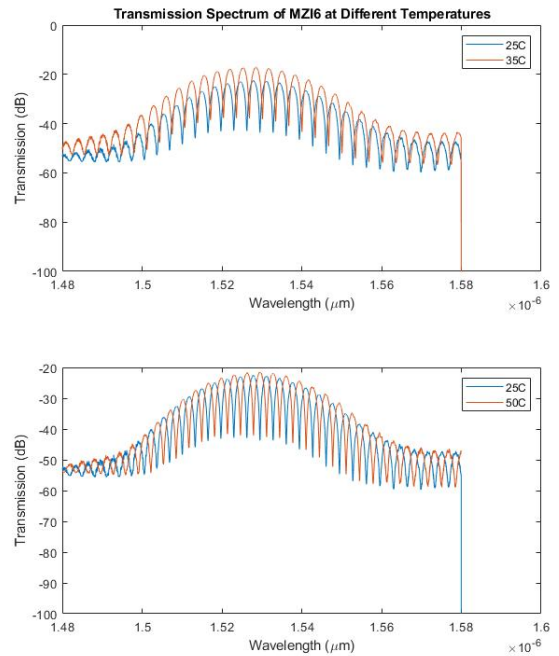 Transmission Spectrum of MZI6 at Different Temperatures
0
-20
-40
-60
-80
-100
Transmission (dB)
25C
35C
1.48 1.5 1.52 1.54 1.56 1.58 1.6
Wavelength (μm)
×10⁻⁶
-20
-30
-40
-50
-60
-70
-80
-90
-100
Transmission (dB)
25C
50C
1.48 1.5 1.52 1.54 1.56 1.58 1.6
Wavelength (μm)
×10⁻⁶